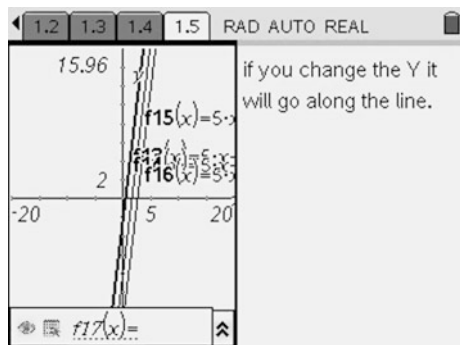 1.2 1.3 1.4 1.5 RAD AUTO REAL
15.96
y
if you change the Y it
will go along the line.
f15(x)=5·x
f16(x)=5·
2
-20 5 20
f17(x)=